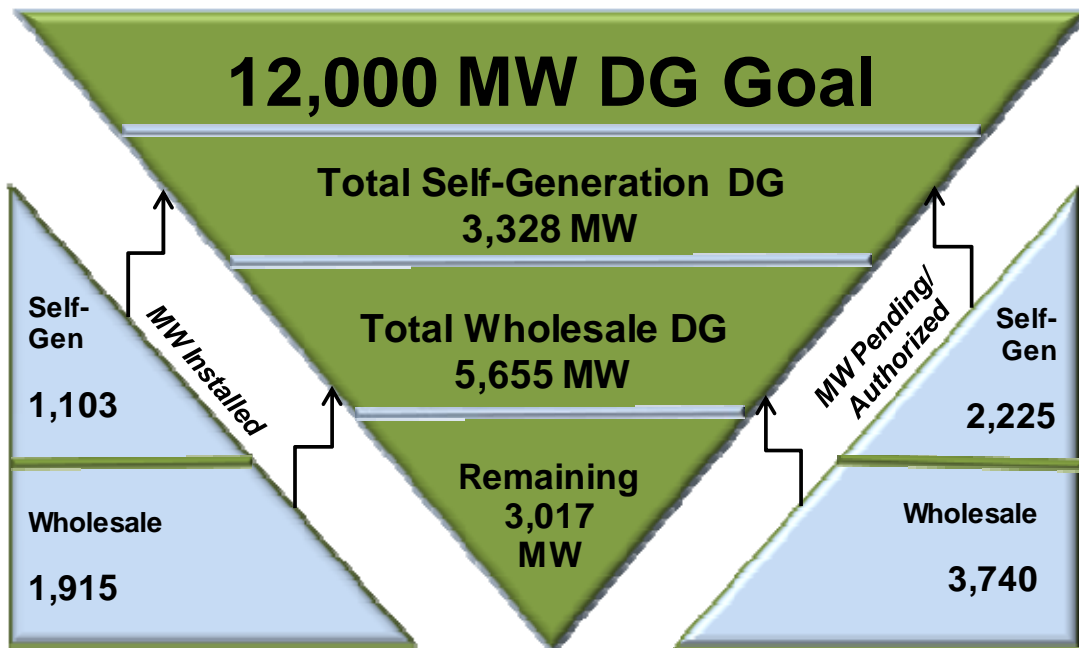 12,000 MW DG Goal
Total Self-Generation DG
3,328 MW
Total Wholesale DG
5,655 MW
Remaining
3,017
MW
MW Installed
Self-
Gen
1,103
Wholesale
1,915
MW Pending/
Authorized
Self-
Gen
2,225
Wholesale
3,740